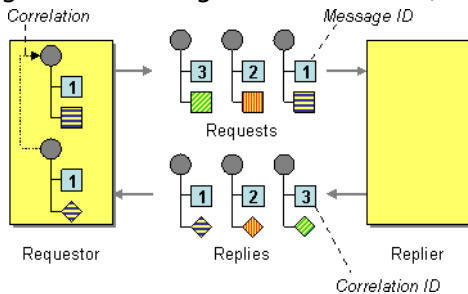 Correlation
Message ID
1
3 2 1
Requests
1
1 2 3
Requestor
Replies
Replier
Correlation ID